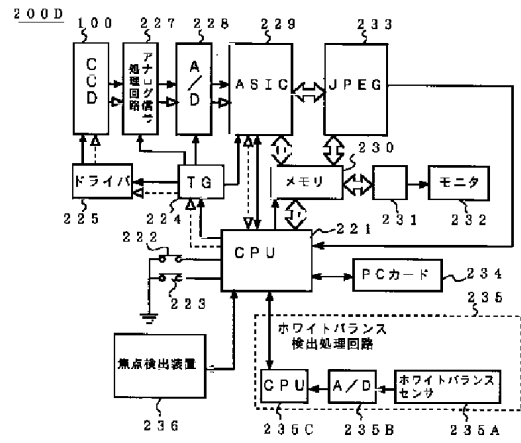 200D
100
227
228
229
233
CCD
アナログ信号
処理回路
A/D
ASIC
JPEG
230
ドライバ
TG
メモリ
モニタ
225
224
231
232
222
221
CPU
223
PCカード
234
235
ホワイトバランス
検出処理回路
焦点検出装置
CPU
A/D
ホワイトバランス
センサ
236
235C
235B
235A